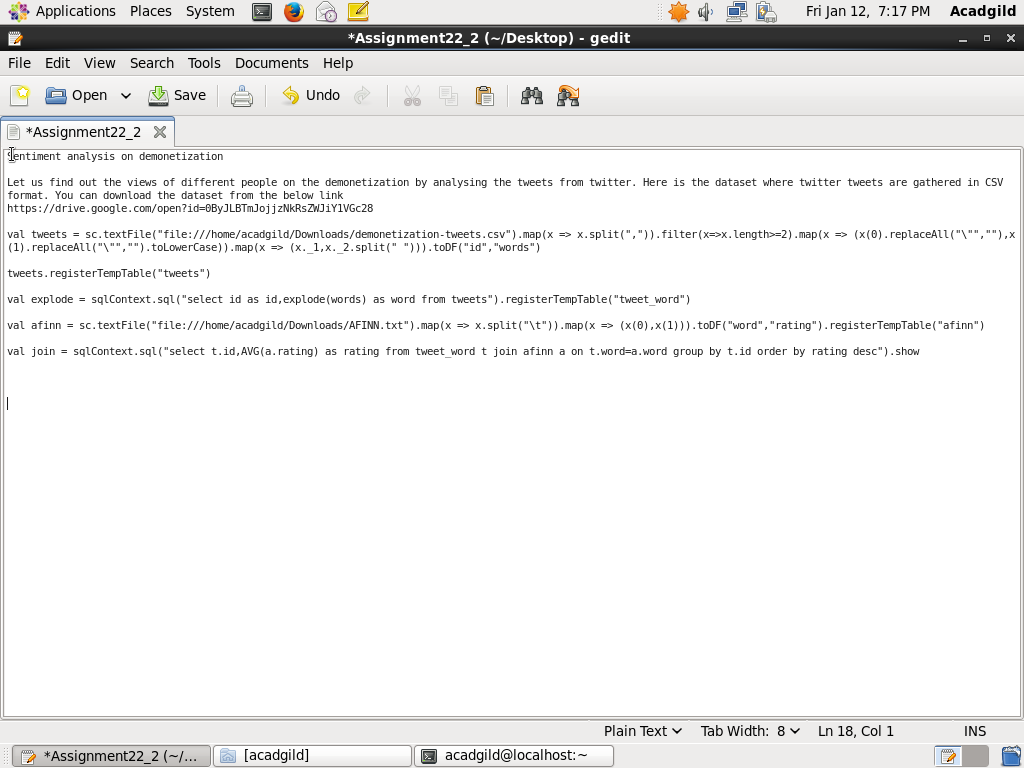 Applications Places System Fri Jan 12, 7:17 PM Acadgild
*Assignment22_2 (~/Desktop) - gedit
File Edit View Search Tools Documents Help
Open Save Undo
*Assignment22_2
Sentiment analysis on demonetization
Let us find out the views of different people on the demonetization by analysing the tweets from twitter. Here is the dataset where twitter tweets are gathered in CSV
format. You can download the dataset from the below link
https://drive.google.com/open?id=0ByJLBTmJojjzNkRsZWJiY1VGc28
val tweets = sc.textFile("file:///home/acadgild/Downloads/demonetization-tweets.csv").map(x => x.split(",")).filter(x=>x.length>=2).map(x => (x(0).replaceAll("\"",""),x
(1).replaceAll("\"","").toLowerCase)).map(x => (x._1,x._2.split(" "))).toDF("id","words")
tweets.registerTempTable("tweets")
val explode = sqlContext.sql("select id as id,explode(words) as word from tweets").registerTempTable("tweet_word")
val afinn = sc.textFile("file:///home/acadgild/Downloads/AFINN.txt").map(x => x.split("\t")).map(x => (x(0),x(1))).toDF("word","rating").registerTempTable("afinn")
val join = sqlContext.sql("select t.id,AVG(a.rating) as rating from tweet_word t join afinn a on t.word=a.word group by t.id order by rating desc").show
Plain Text Tab Width: 8 Ln 18, Col 1 INS
*Assignment22_2 (~/... [acadgild] acadgild@localhost:~